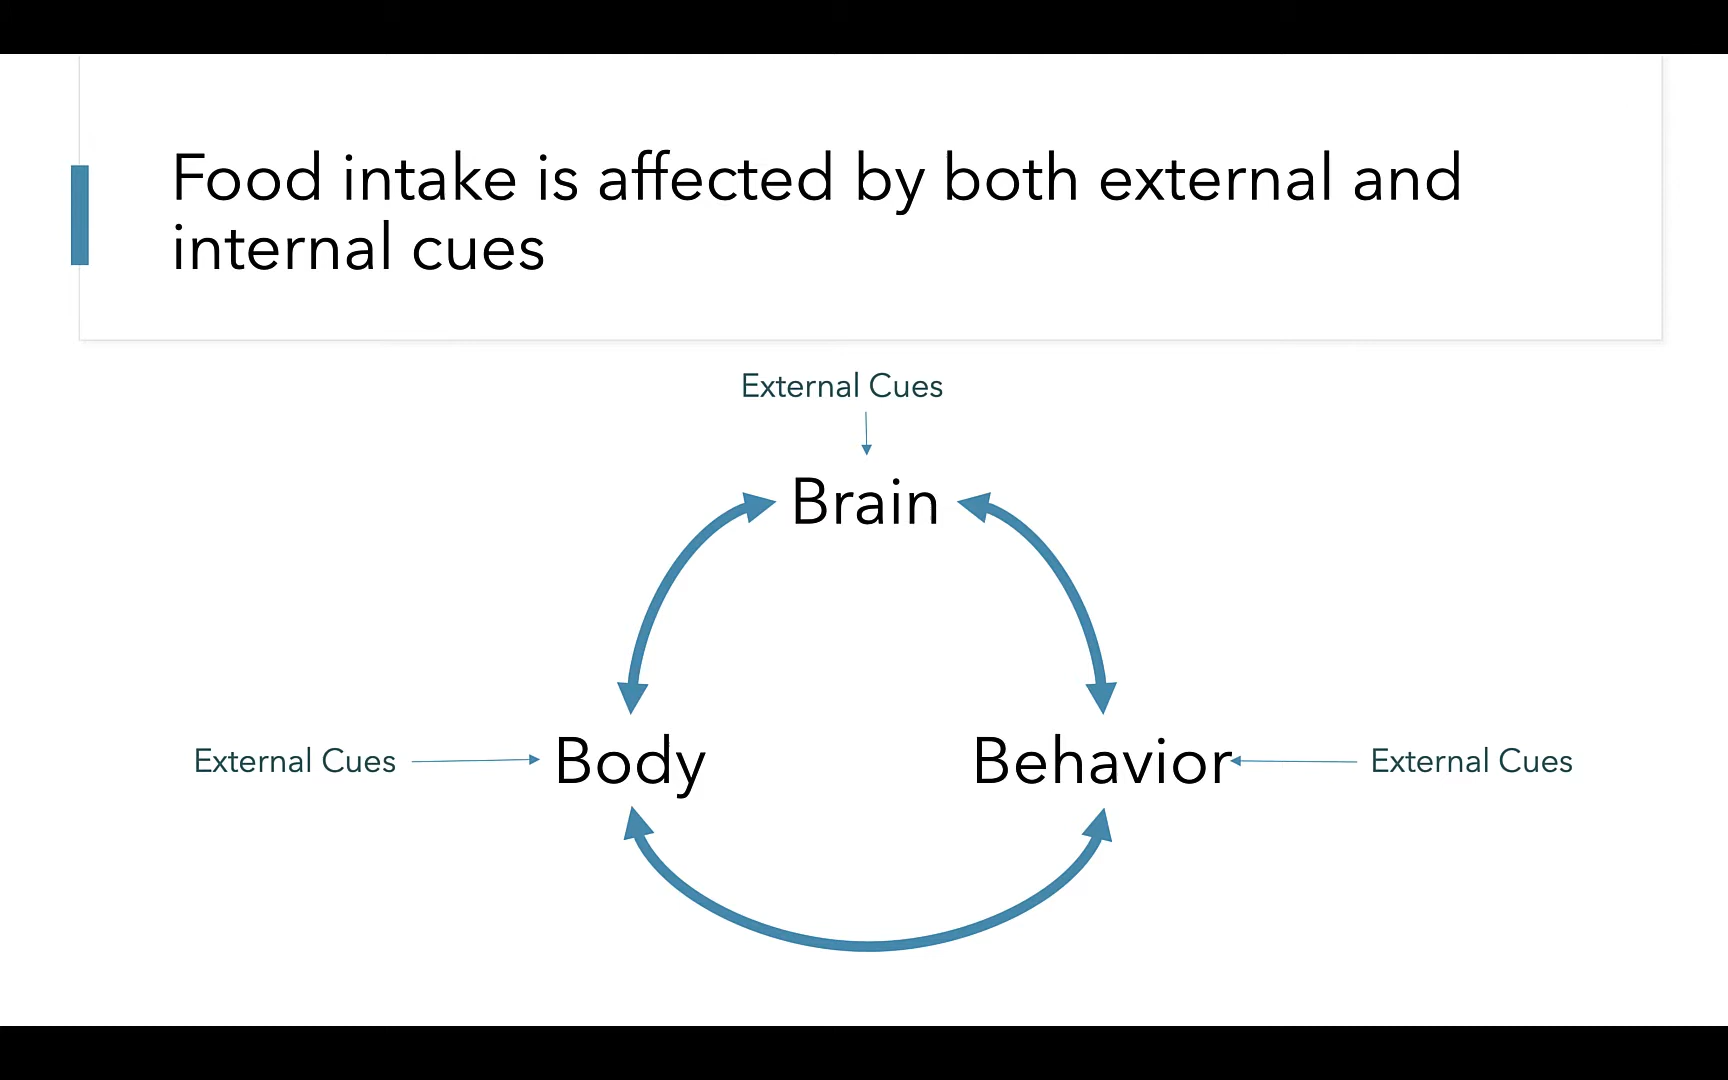 Food intake is affected by both external and
internal cues
External Cues
Brain
External Cues
Body
Behavior
External Cues